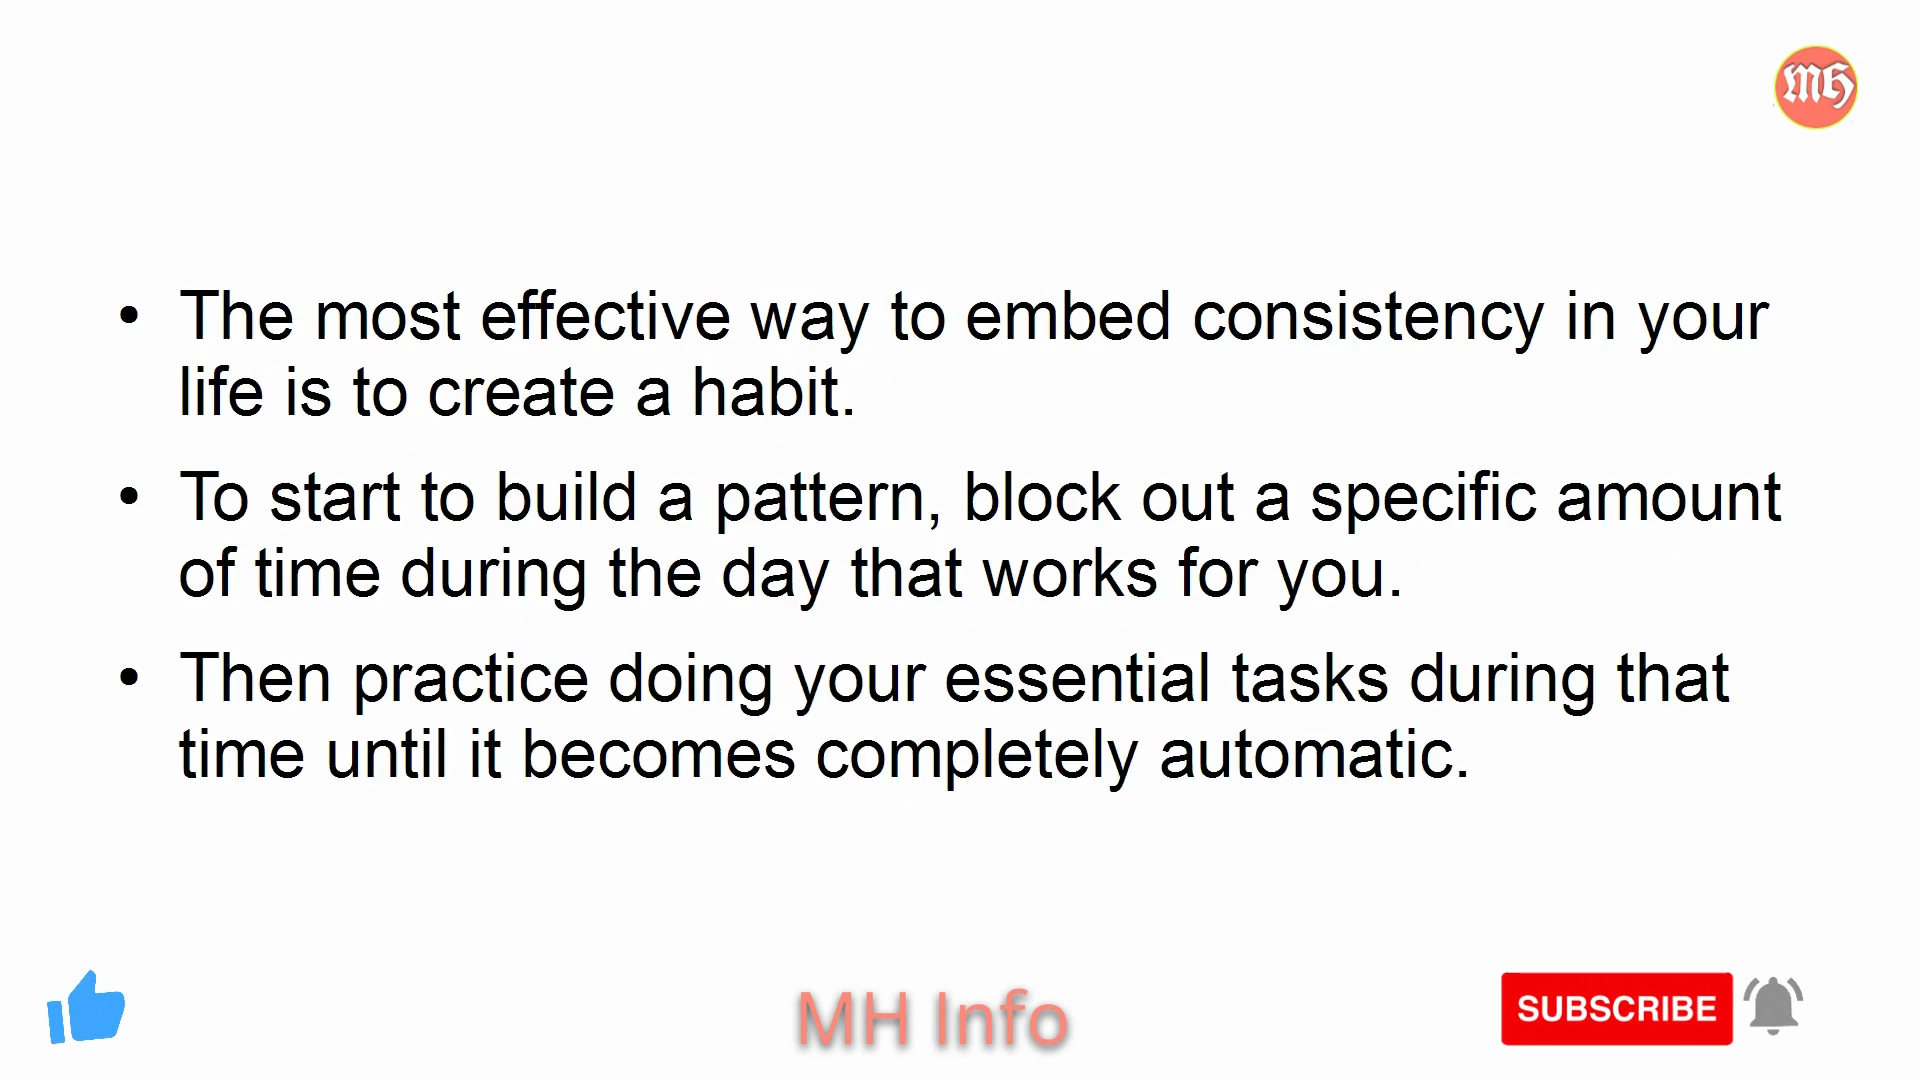 MH
• The most effective way to embed consistency in your
life is to create a habit.
• To start to build a pattern, block out a specific amount
of time during the day that works for you.
• Then practice doing your essential tasks during that
time until it becomes completely automatic.
MH Info
SUBSCRIBE